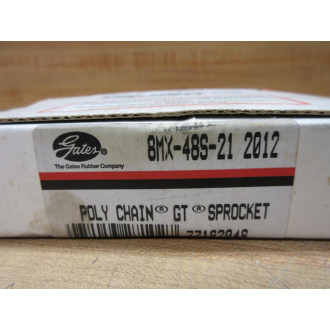 Gates
The Gates Rubber Company
8MX-48S-21 2012
POLY CHAIN® GT® SPROCKET